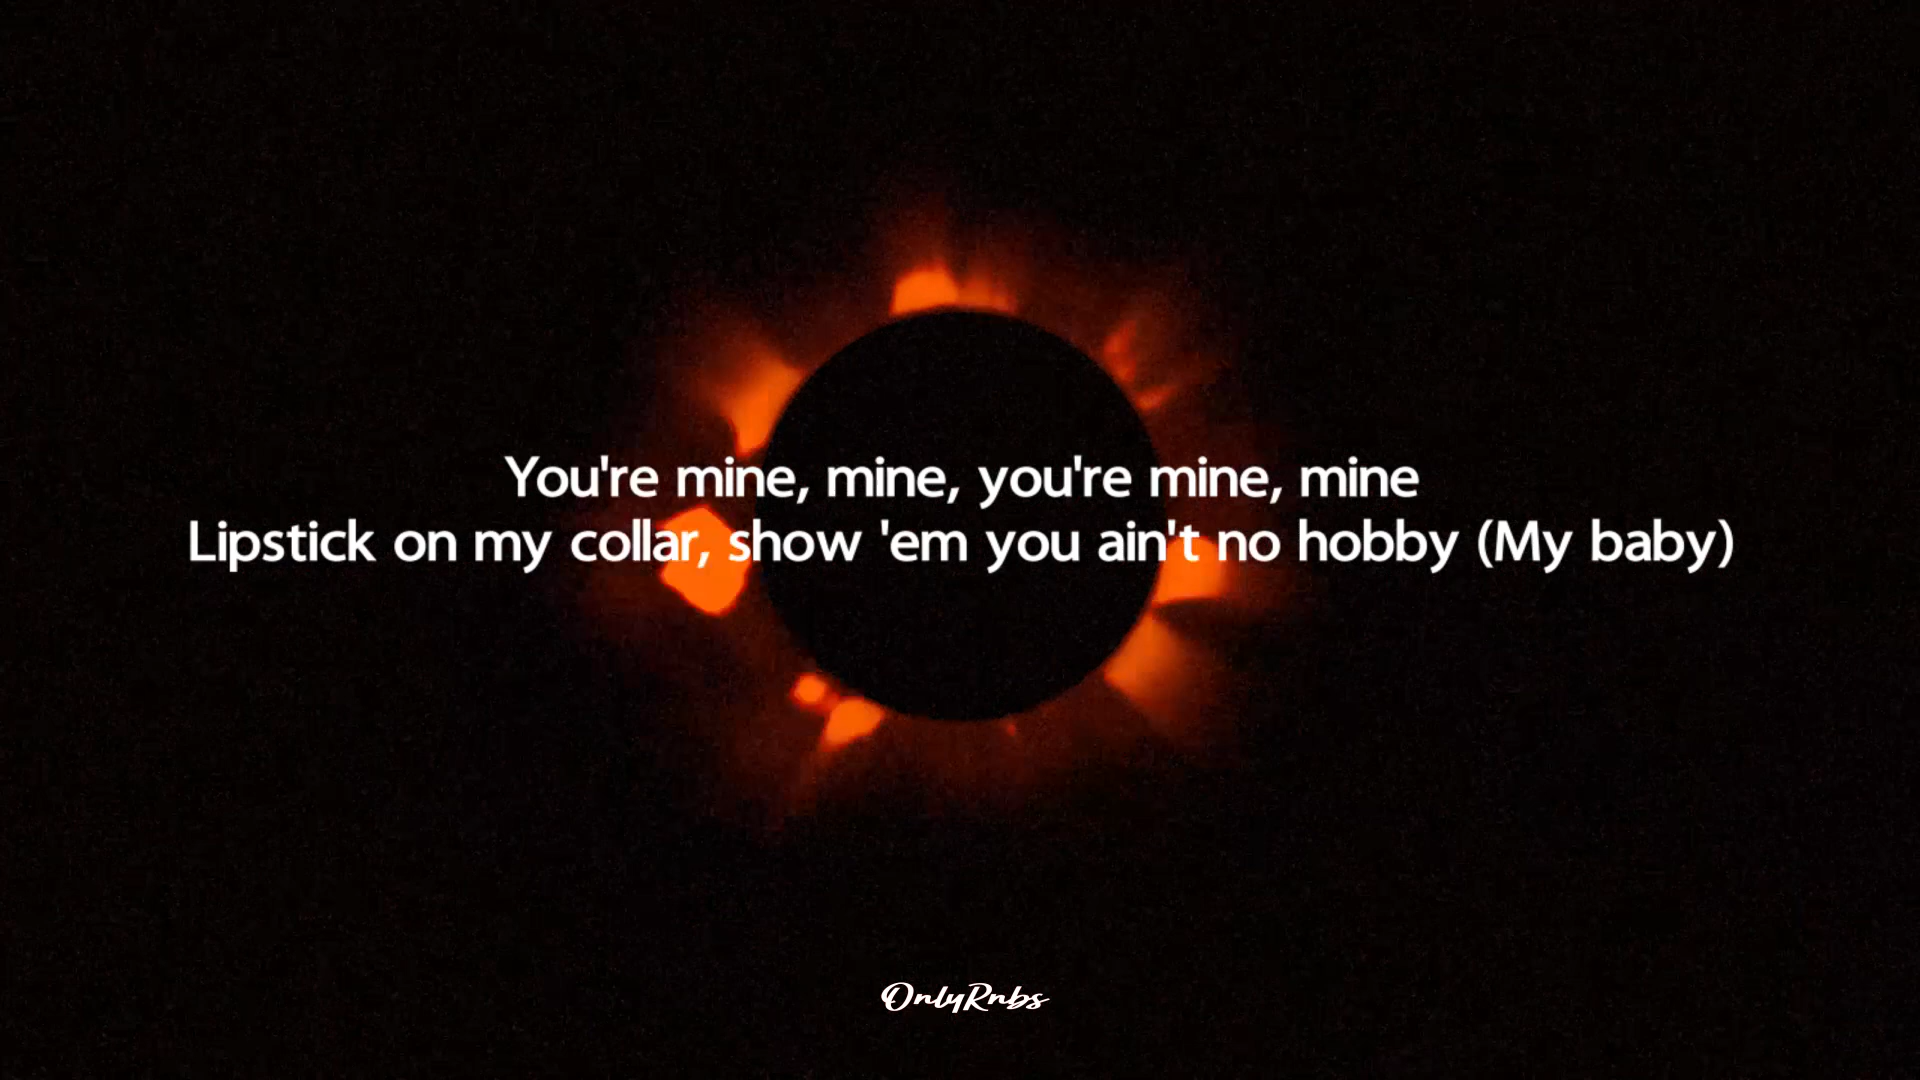 You're mine, mine, you're mine, mine
Lipstick on my collar, show 'em you ain't no hobby (My baby)
OnlyRnbs